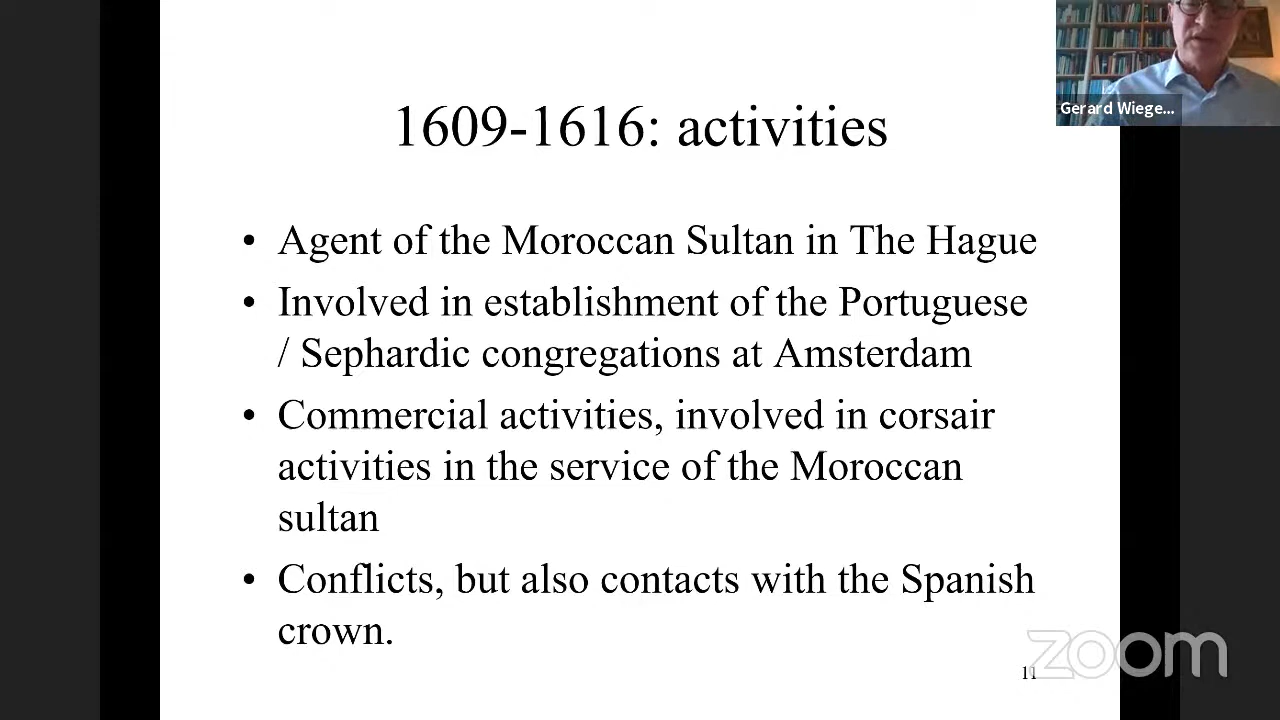 1609-1616: activities
Gerard Wiege...
• Agent of the Moroccan Sultan in The Hague
• Involved in establishment of the Portuguese
/ Sephardic congregations at Amsterdam
• Commercial activities, involved in corsair
activities in the service of the Moroccan
sultan
• Conflicts, but also contacts with the Spanish
crown.
zoom
11